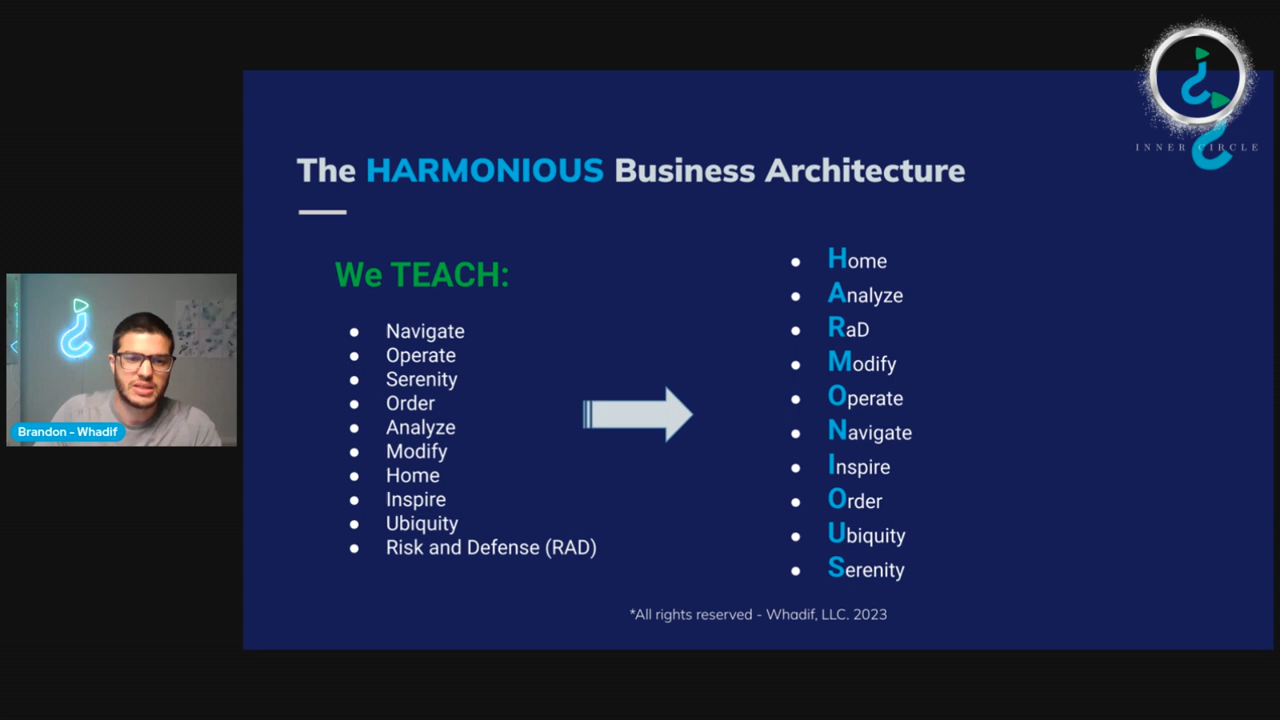 INNER CIRCLE
The HARMONIOUS Business Architecture
We TEACH:
Navigate
Operate
Serenity
Order
Analyze
Modify
Home
Inspire
Ubiquity
Risk and Defense (RAD)
Home
Analyze
RaD
Modify
Operate
Navigate
Inspire
Order
Ubiquity
Serenity
*All rights reserved - Whadif, LLC. 2023
Brandon - Whadif